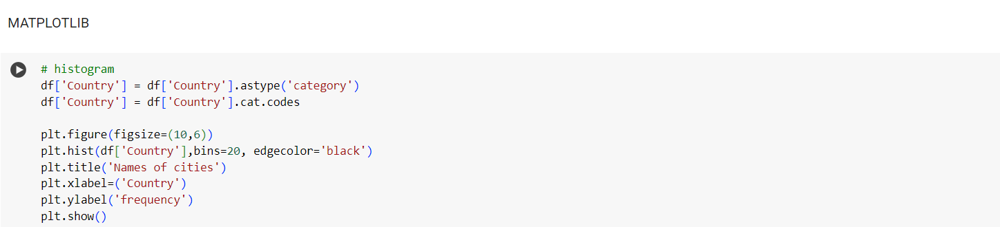 MATPLOTLIB
# histogram
df['Country'] = df['Country'].astype('category')
df['Country'] = df['Country'].cat.codes
plt.figure(figsize=(10,6))
plt.hist(df['Country'],bins=20, edgecolor='black')
plt.title('Names of cities')
plt.xlabel=('Country')
plt.ylabel('frequency')
plt.show()